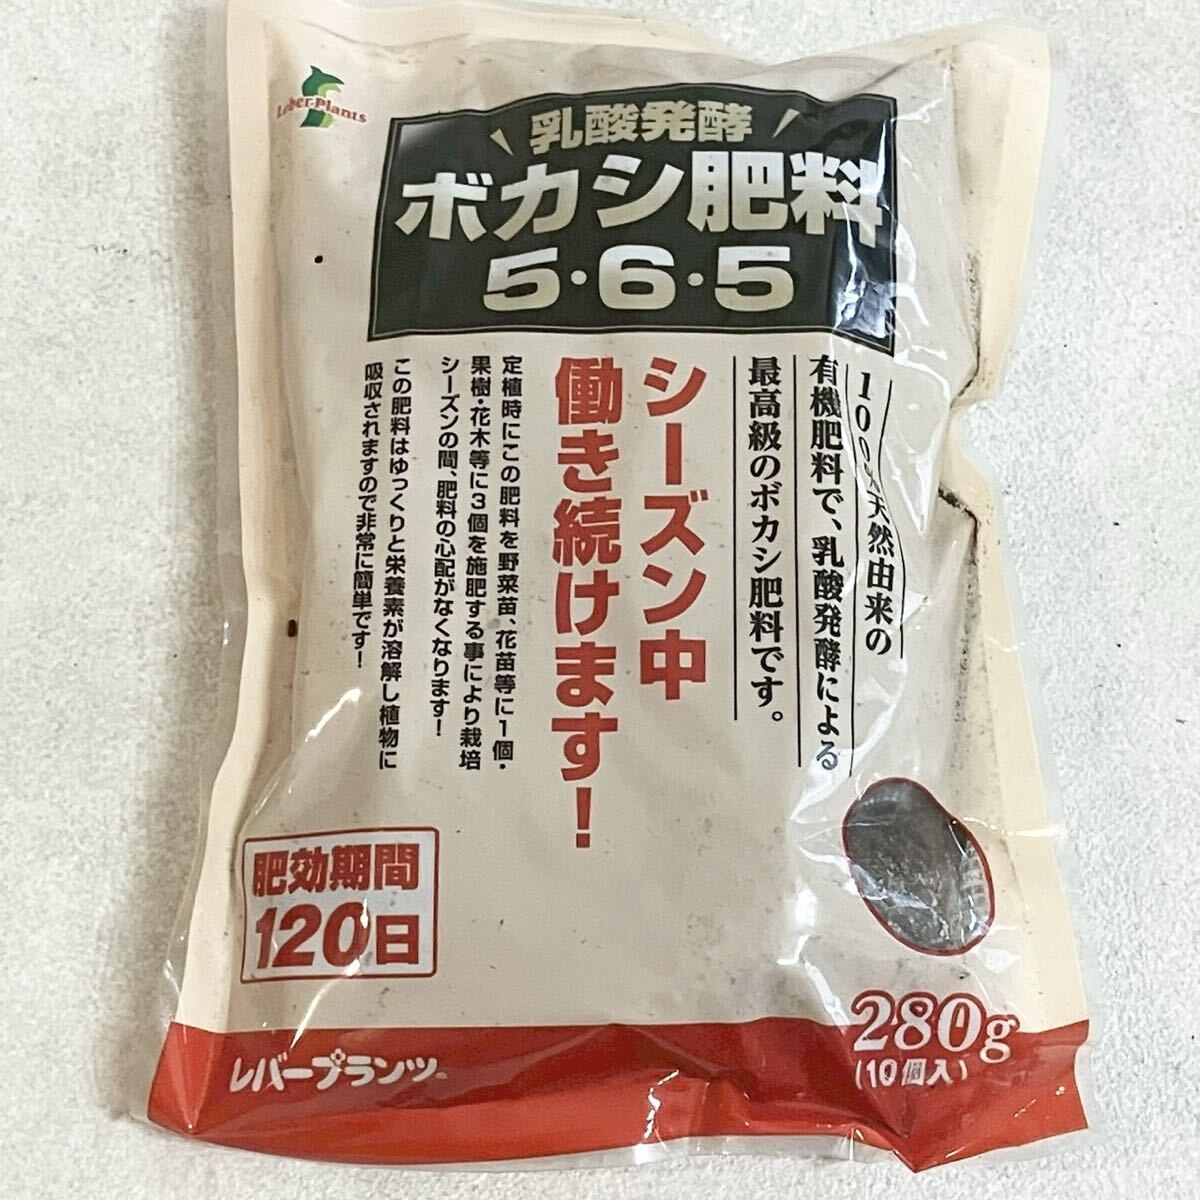 Leber-Plants
乳酸発酵
ボカシ肥料
5・6・5
100%天然由来の
有機肥料で、乳酸発酵による
最高級のボカシ肥料です。
シーズン中
働き続けます！
定植時にこの肥料を野菜苗、花苗等に1個・
果樹・花木等に3個を施肥する事により栽培
シーズンの間、肥料の心配がなくなります！
この肥料はゆっくりと栄養素が溶解し植物に
吸収されますので非常に簡単です！
肥効期間
120日
280g
(10個入)
レバープランツ®